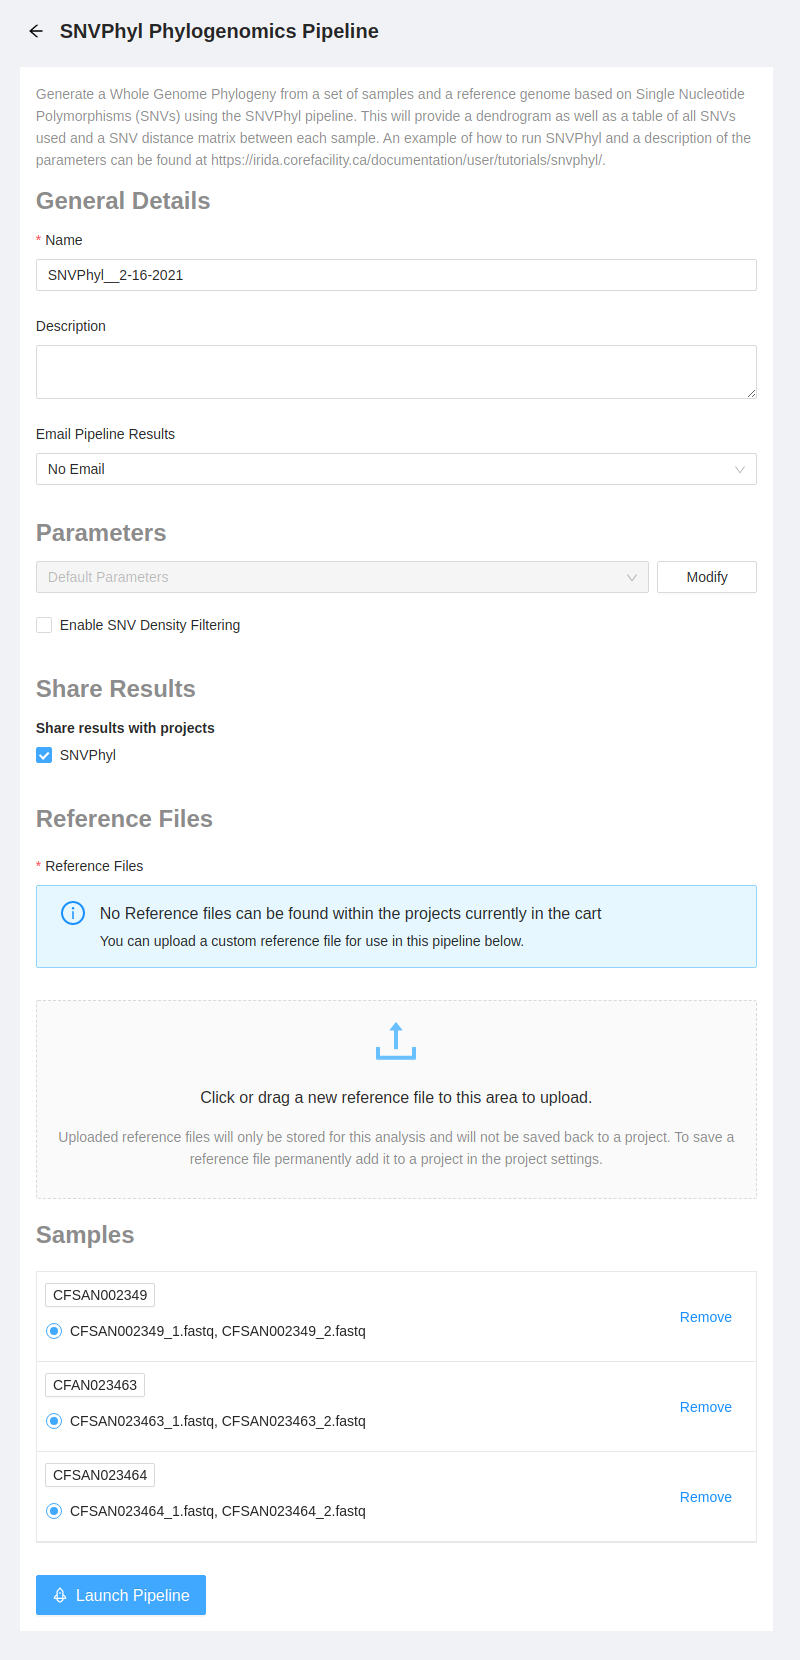 SNVPhyl Phylogenomics Pipeline
Generate a Whole Genome Phylogeny from a set of samples and a reference genome based on Single Nucleotide
Polymorphisms (SNVs) using the SNVPhyl pipeline. This will provide a dendrogram as well as a table of all SNVs
used and a SNV distance matrix between each sample. An example of how to run SNVPhyl and a description of the
parameters can be found at https://irida.corefacility.ca/documentation/user/tutorials/snvphyl/.
General Details
* Name
SNVPhyl__2-16-2021
Description
Email Pipeline Results
No Email
Parameters
Default Parameters
Modify
Enable SNV Density Filtering
Share Results
Share results with projects
SNVPhyl
Reference Files
* Reference Files
No Reference files can be found within the projects currently in the cart
You can upload a custom reference file for use in this pipeline below.
Click or drag a new reference file to this area to upload.
Uploaded reference files will only be stored for this analysis and will not be saved back to a project. To save a
reference file permanently add it to a project in the project settings.
Samples
CFSAN002349
CFSAN002349_1.fastq, CFSAN002349_2.fastq
Remove
CFAN023463
CFSAN023463_1.fastq, CFSAN023463_2.fastq
Remove
CFSAN023464
CFSAN023464_1.fastq, CFSAN023464_2.fastq
Remove
Launch Pipeline